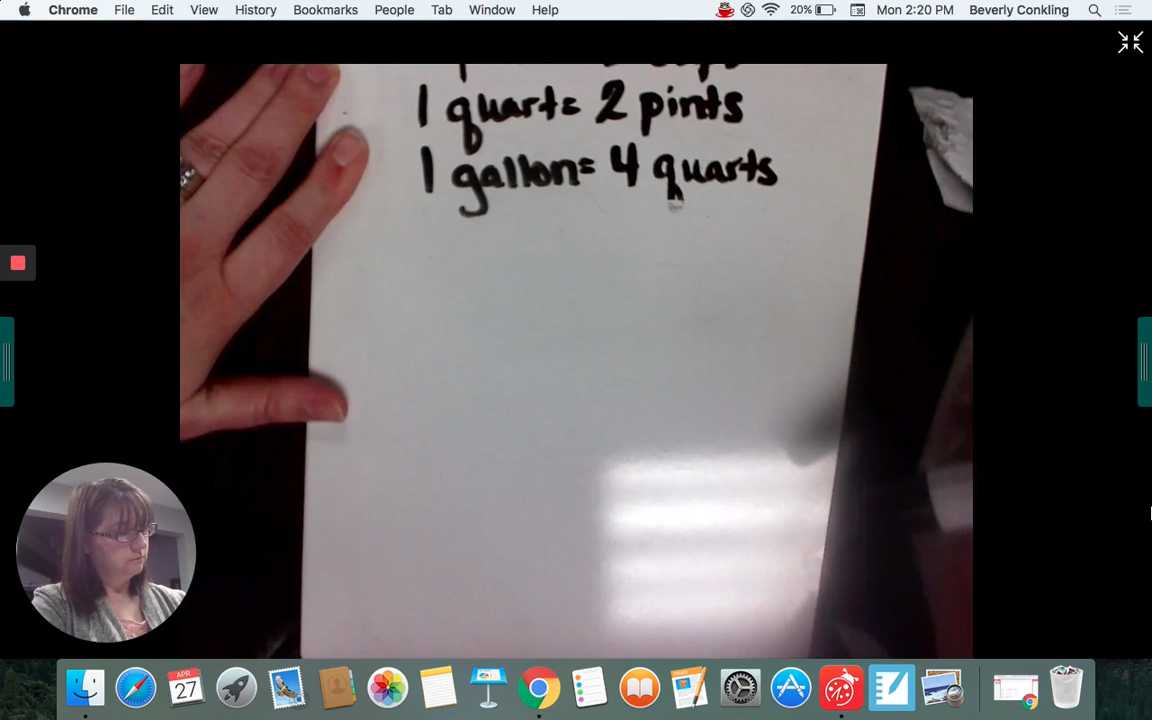 Chrome File Edit View History Bookmarks People Tab Window Help 20% Mon 2:20 PM Beverly Conkling
1 quart= 2 pints
1 gallon= 4 quarts
APR
27